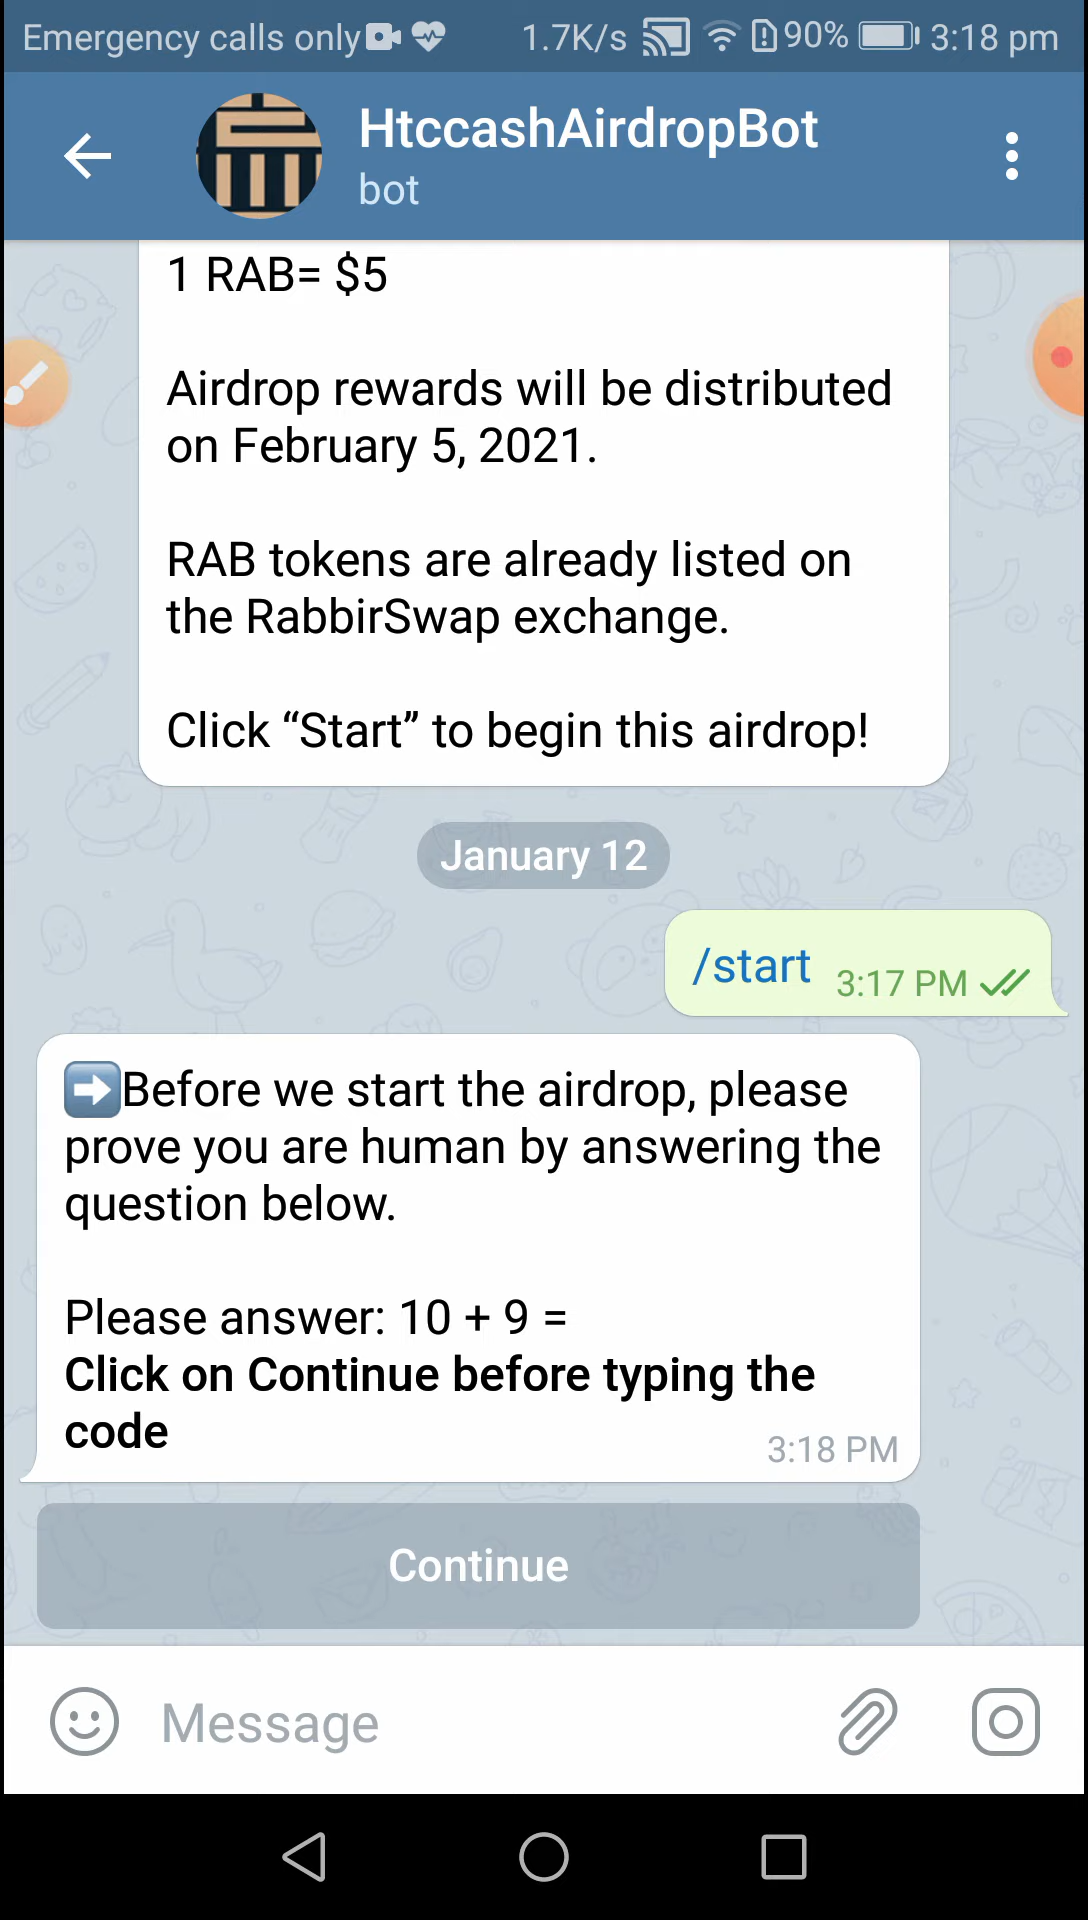 Emergency calls only 1.7K/s 90% 3:18 pm
HtccashAirdropBot
bot
1 RAB= $5
Airdrop rewards will be distributed
on February 5, 2021.
RAB tokens are already listed on
the RabbirSwap exchange.
Click “Start” to begin this airdrop!
January 12
/start 3:17 PM
➡️Before we start the airdrop, please
prove you are human by answering the
question below.
Please answer: 10 + 9 =
Click on Continue before typing the
code
3:18 PM
Continue
Message